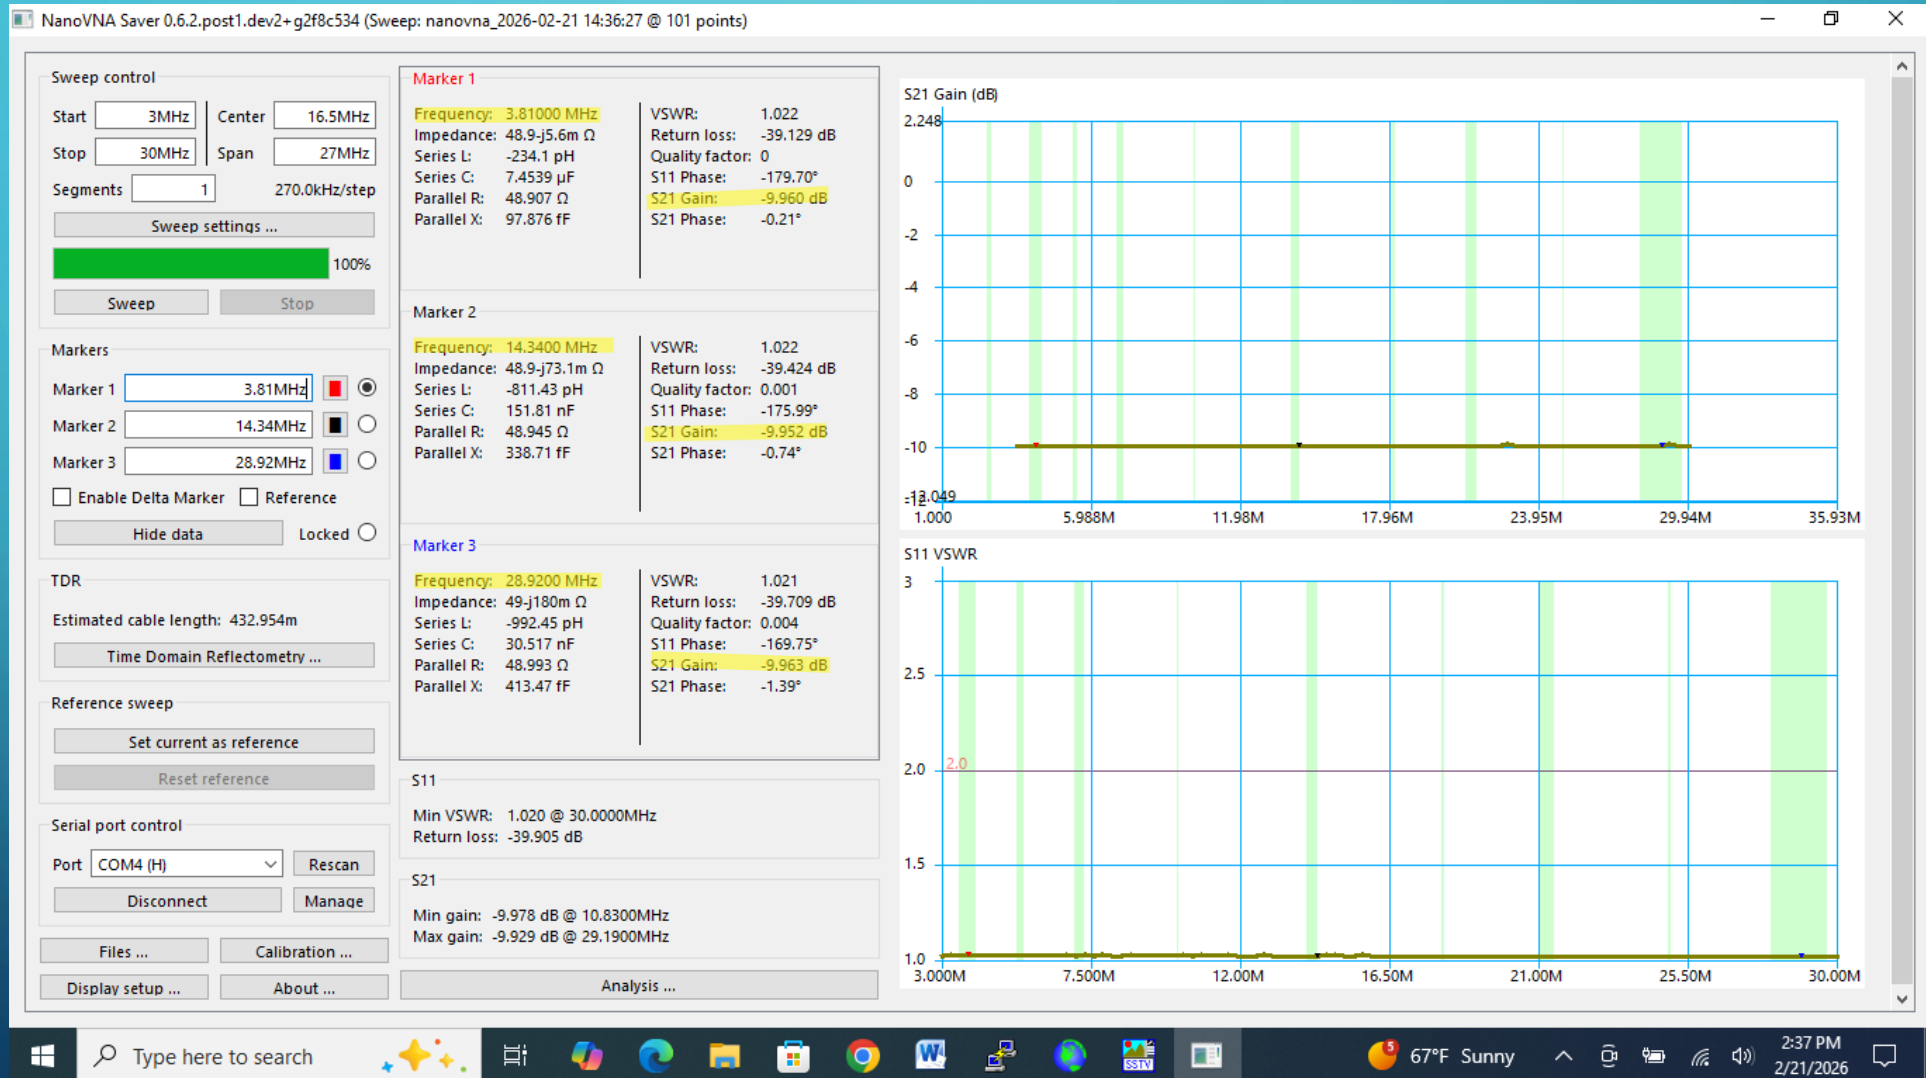 NanoVNA Saver 0.6.2.post1.dev2+g2f8c534 (Sweep: nanovna_2026-02-21 14:36:27 @ 101 points)
Sweep control
Start 3MHz Center 16.5MHz
Stop 30MHz Span 27MHz
Segments 1 270.0kHz/step
Sweep settings ...
100%
Sweep Stop
Markers
Marker 1 3.81MHz
Marker 2 14.34MHz
Marker 3 28.92MHz
Enable Delta Marker Reference
Hide data Locked
TDR
Estimated cable length: 432.954m
Time Domain Reflectometry ...
Reference sweep
Set current as reference
Reset reference
Serial port control
Port COM4 (H) Rescan
Disconnect Manage
Files ... Calibration ...
Display setup ... About ...
Marker 1
Frequency: 3.81000 MHz
Impedance: 48.9-j5.6m Ω
Series L: -234.1 pH
Series C: 7.4539 µF
Parallel R: 48.907 Ω
Parallel X: 97.876 fF
VSWR: 1.022
Return loss: -39.129 dB
Quality factor: 0
S11 Phase: -179.70°
S21 Gain: -9.960 dB
S21 Phase: -0.21°
Marker 2
Frequency: 14.3400 MHz
Impedance: 48.9-j73.1m Ω
Series L: -811.43 pH
Series C: 151.81 nF
Parallel R: 48.945 Ω
Parallel X: 338.71 fF
VSWR: 1.022
Return loss: -39.424 dB
Quality factor: 0.001
S11 Phase: -175.99°
S21 Gain: -9.952 dB
S21 Phase: -0.74°
Marker 3
Frequency: 28.9200 MHz
Impedance: 49-j180m Ω
Series L: -992.45 pH
Series C: 30.517 nF
Parallel R: 48.993 Ω
Parallel X: 413.47 fF
VSWR: 1.021
Return loss: -39.709 dB
Quality factor: 0.004
S11 Phase: -169.75°
S21 Gain: -9.963 dB
S21 Phase: -1.39°
S11
Min VSWR: 1.020 @ 30.0000MHz
Return loss: -39.905 dB
S21
Min gain: -9.978 dB @ 10.8300MHz
Max gain: -9.929 dB @ 29.1900MHz
Analysis ...
S21 Gain (dB)
2.248
0
-2
-4
-6
-8
-10
-12
1.000 5.988M 11.98M 17.96M 23.95M 29.94M 35.93M
S11 VSWR
3
2.5
2.0 2.0
1.5
1.0
3.000M 7.500M 12.00M 16.50M 21.00M 25.50M 30.00M
Type here to search
W
SSTV
5
67°F Sunny
2:37 PM
2/21/2026